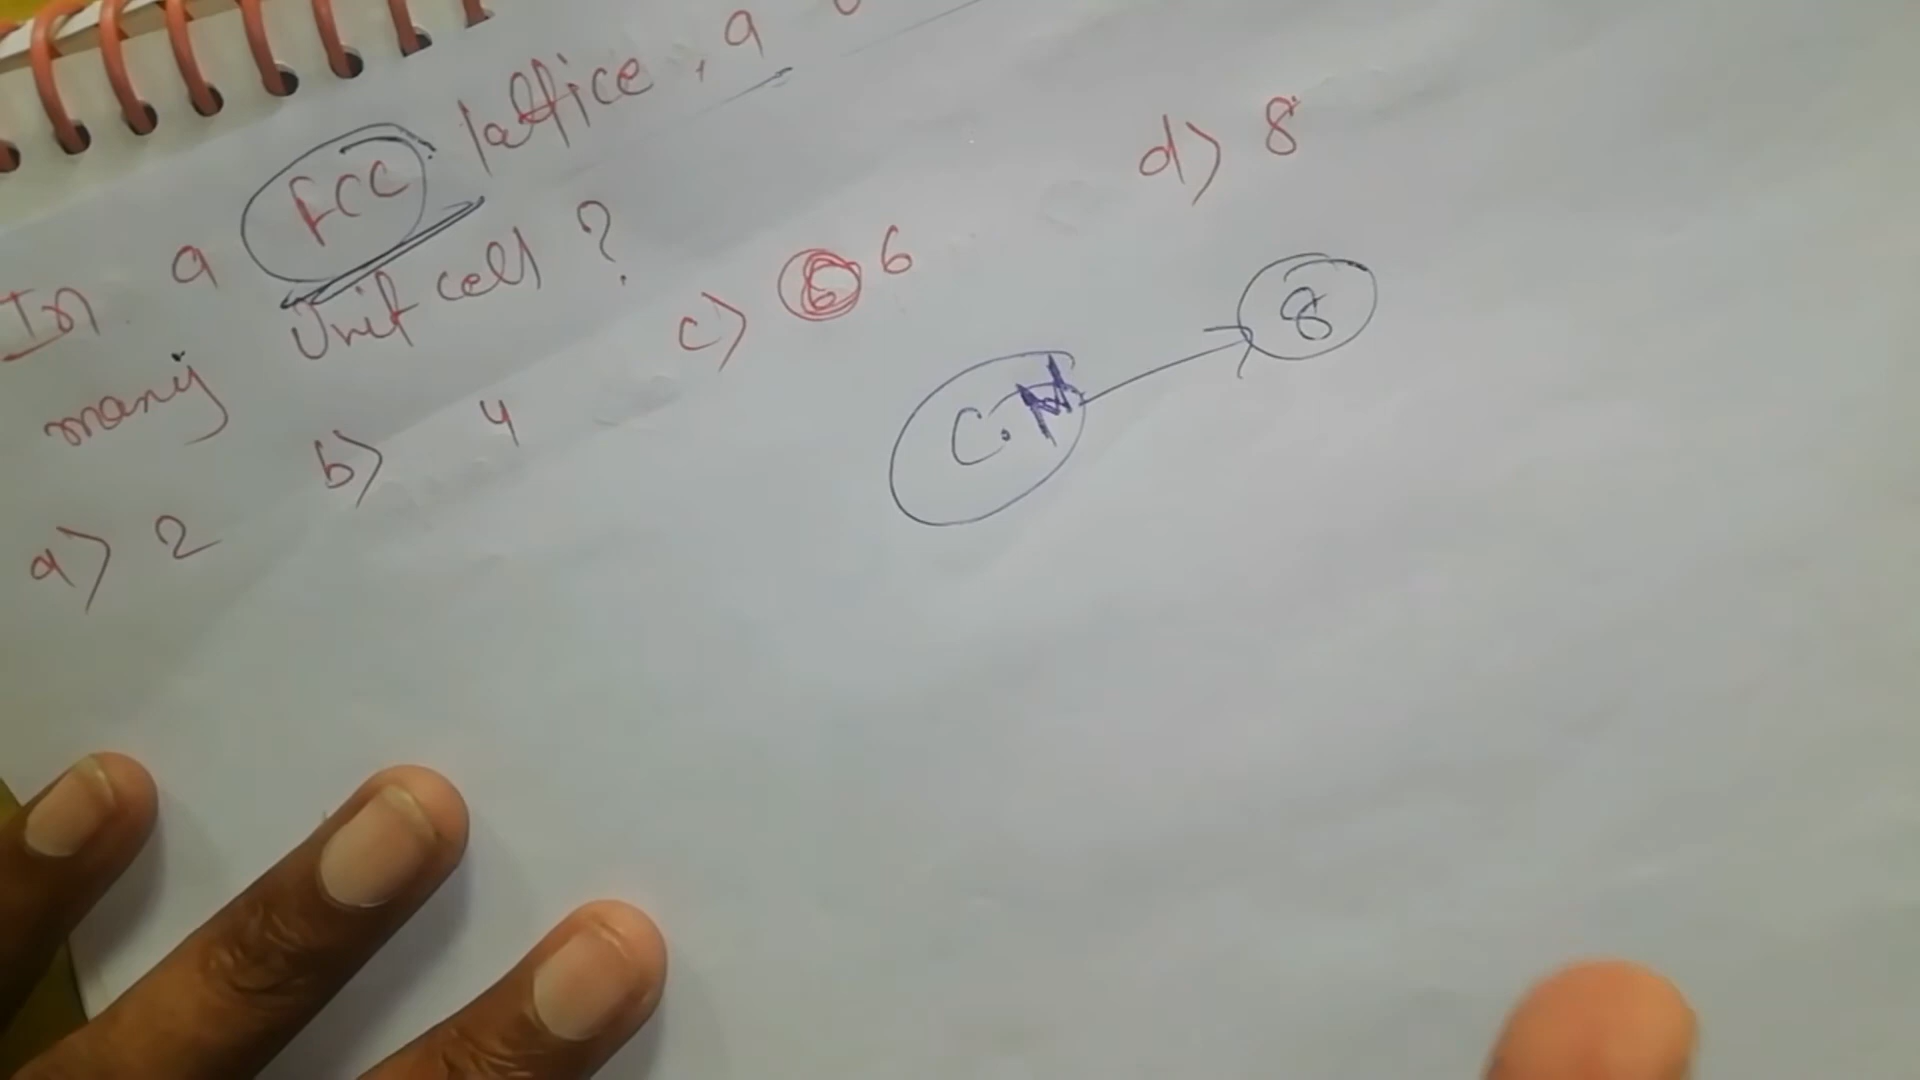 In a FCC lattice, a
many Unit cell ?
a) 2 b) 4 c) 6 d) 8
C.N 8